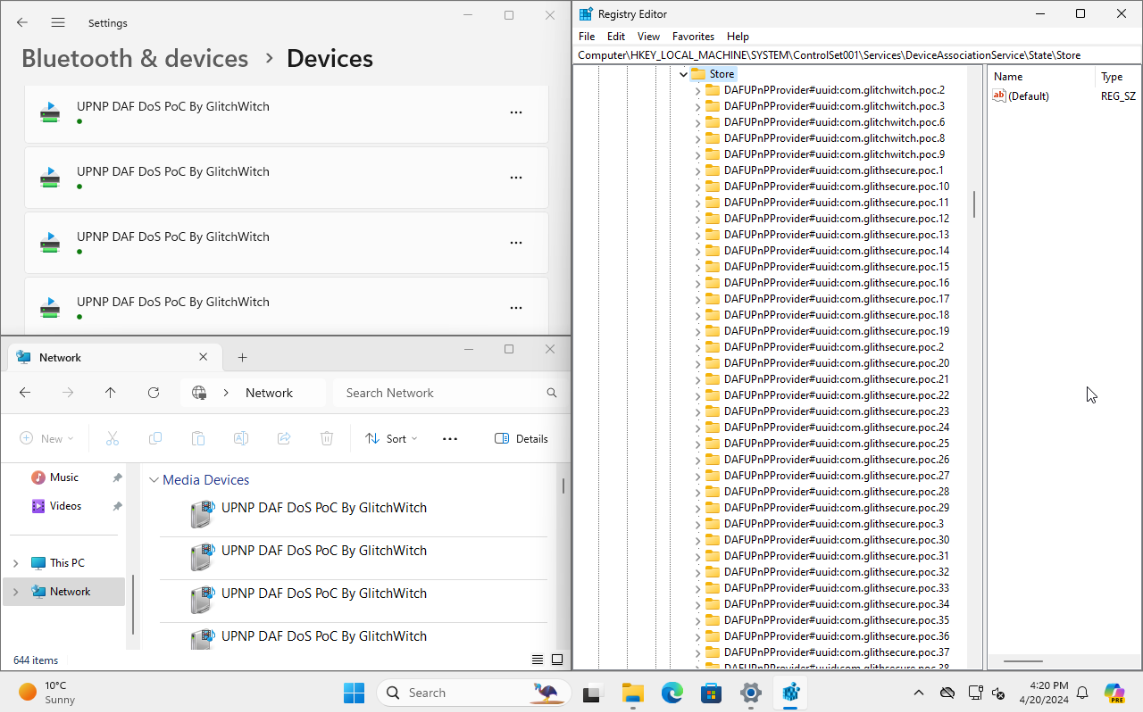 Settings
Bluetooth & devices › Devices
UPNP DAF DoS PoC By GlitchWitch
UPNP DAF DoS PoC By GlitchWitch
UPNP DAF DoS PoC By GlitchWitch
UPNP DAF DoS PoC By GlitchWitch
Network
Network
Search Network
New
Sort
Details
Music
Videos
This PC
Network
Media Devices
UPNP DAF DoS PoC By GlitchWitch
UPNP DAF DoS PoC By GlitchWitch
UPNP DAF DoS PoC By GlitchWitch
UPNP DAF DoS PoC By GlitchWitch
644 items
Registry Editor
File Edit View Favorites Help
Computer\HKEY_LOCAL_MACHINE\SYSTEM\ControlSet001\Services\DeviceAssociationService\State\Store
Store
DAFUPnPProvider#uuid:com.glitchwitch.poc.2
DAFUPnPProvider#uuid:com.glitchwitch.poc.3
DAFUPnPProvider#uuid:com.glitchwitch.poc.6
DAFUPnPProvider#uuid:com.glitchwitch.poc.8
DAFUPnPProvider#uuid:com.glitchwitch.poc.9
DAFUPnPProvider#uuid:com.glithsecure.poc.1
DAFUPnPProvider#uuid:com.glithsecure.poc.10
DAFUPnPProvider#uuid:com.glithsecure.poc.11
DAFUPnPProvider#uuid:com.glithsecure.poc.12
DAFUPnPProvider#uuid:com.glithsecure.poc.13
DAFUPnPProvider#uuid:com.glithsecure.poc.14
DAFUPnPProvider#uuid:com.glithsecure.poc.15
DAFUPnPProvider#uuid:com.glithsecure.poc.16
DAFUPnPProvider#uuid:com.glithsecure.poc.17
DAFUPnPProvider#uuid:com.glithsecure.poc.18
DAFUPnPProvider#uuid:com.glithsecure.poc.19
DAFUPnPProvider#uuid:com.glithsecure.poc.2
DAFUPnPProvider#uuid:com.glithsecure.poc.20
DAFUPnPProvider#uuid:com.glithsecure.poc.21
DAFUPnPProvider#uuid:com.glithsecure.poc.22
DAFUPnPProvider#uuid:com.glithsecure.poc.23
DAFUPnPProvider#uuid:com.glithsecure.poc.24
DAFUPnPProvider#uuid:com.glithsecure.poc.25
DAFUPnPProvider#uuid:com.glithsecure.poc.26
DAFUPnPProvider#uuid:com.glithsecure.poc.27
DAFUPnPProvider#uuid:com.glithsecure.poc.28
DAFUPnPProvider#uuid:com.glithsecure.poc.29
DAFUPnPProvider#uuid:com.glithsecure.poc.3
DAFUPnPProvider#uuid:com.glithsecure.poc.30
DAFUPnPProvider#uuid:com.glithsecure.poc.31
DAFUPnPProvider#uuid:com.glithsecure.poc.32
DAFUPnPProvider#uuid:com.glithsecure.poc.33
DAFUPnPProvider#uuid:com.glithsecure.poc.34
DAFUPnPProvider#uuid:com.glithsecure.poc.35
DAFUPnPProvider#uuid:com.glithsecure.poc.36
DAFUPnPProvider#uuid:com.glithsecure.poc.37
DAFUPnPProvider#uuid:com.glithsecure.poc.38
Name Type
ab (Default) REG_SZ
10°C
Sunny
Search
4:20 PM
4/20/2024
PRE